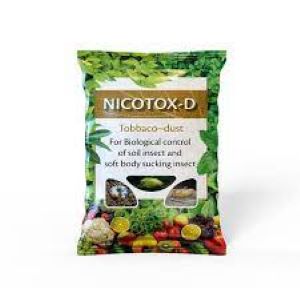 NICOTOX-D
Tobbaco-dust
For Biological control
of soil insect and
soft body sucking insect